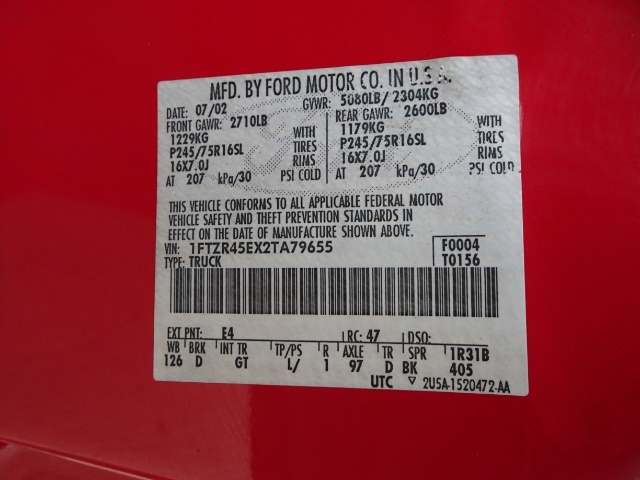 MFD. BY FORD MOTOR CO. IN U.S.A.
DATE: 07/02 GVWR: 5080LB/ 2304KG
FRONT GAWR: 2710LB REAR GAWR: 2600LB
1229KG WITH 1179KG WITH
P245/75R16SL TIRES P245/75R16SL TIRES
16X7.0J RIMS 16X7.0J RIMS
AT 207 kPa/30 PSI COLD AT 207 kPa/30 PSI COLD
THIS VEHICLE CONFORMS TO ALL APPLICABLE FEDERAL MOTOR
VEHICLE SAFETY AND THEFT PREVENTION STANDARDS IN
EFFECT ON THE DATE OF MANUFACTURE SHOWN ABOVE.
VIN: 1FTZR45EX2TA79655 F0004
TYPE: TRUCK T0156
EXT PNT: E4 RC: 47 DSO:
WB BRK INT TR TP/PS R AXLE TR SPR 1R31B
126 D GT L/ 1 97 D BK 405
UTC ▽ 2U5A-1520472-AA